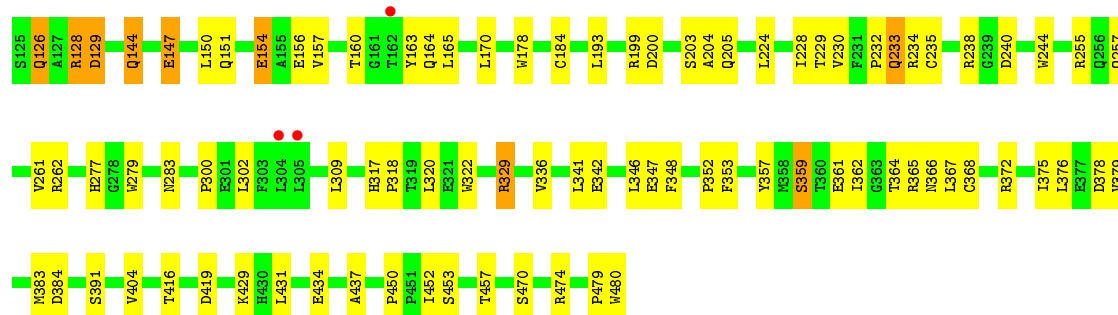 S125 Q126 A127 R128 D129 Q144 E147 L150 Q151 E154 A155 E156 V157 T160 G161 T162 Y163 Q164 L165 L170 W178 C184 L193 R199 D200 S203 A204 Q205 L224 I228 T229 V230 F231 P232 Q233 R234 C235 R238 G239 D240 W244 R255 Q256 Q257
V261 R262 H277 G278 W279 N283 P300 E301 L302 F303 I304 I305 L309 H317 P318 T319 L320 E321 W322 R329 V336 L341 E342 L346 E347 F348 P352 F353 Y357 M358 S359 T360 E361 I362 G363 T364 R365 N366 L367 C368 R372 I375 L376 E377 D378
M383 D384 S391 V404 T416 D419 K429 H430 L431 E434 A437 P450 P451 I452 S453 T457 S470 R474 P479 W480